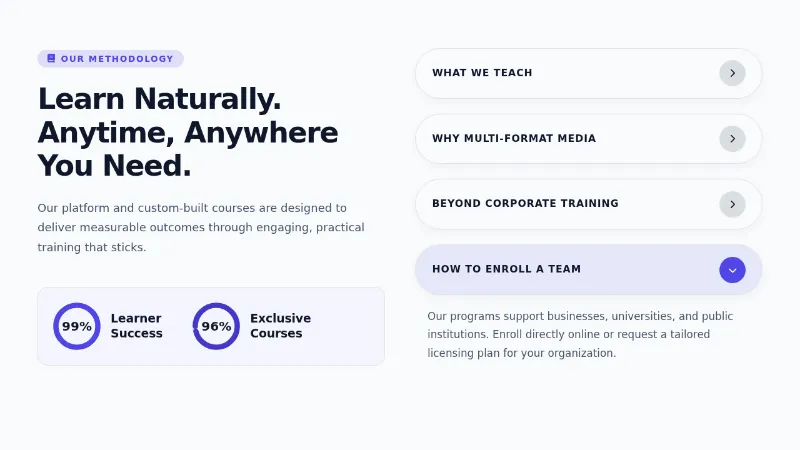 OUR METHODOLOGY
Learn Naturally.
Anytime, Anywhere
You Need.
Our platform and custom-built courses are designed to
deliver measurable outcomes through engaging, practical
training that sticks.
99%
Learner
Success
96%
Exclusive
Courses
WHAT WE TEACH
WHY MULTI-FORMAT MEDIA
BEYOND CORPORATE TRAINING
HOW TO ENROLL A TEAM
Our programs support businesses, universities, and public
institutions. Enroll directly online or request a tailored
licensing plan for your organization.